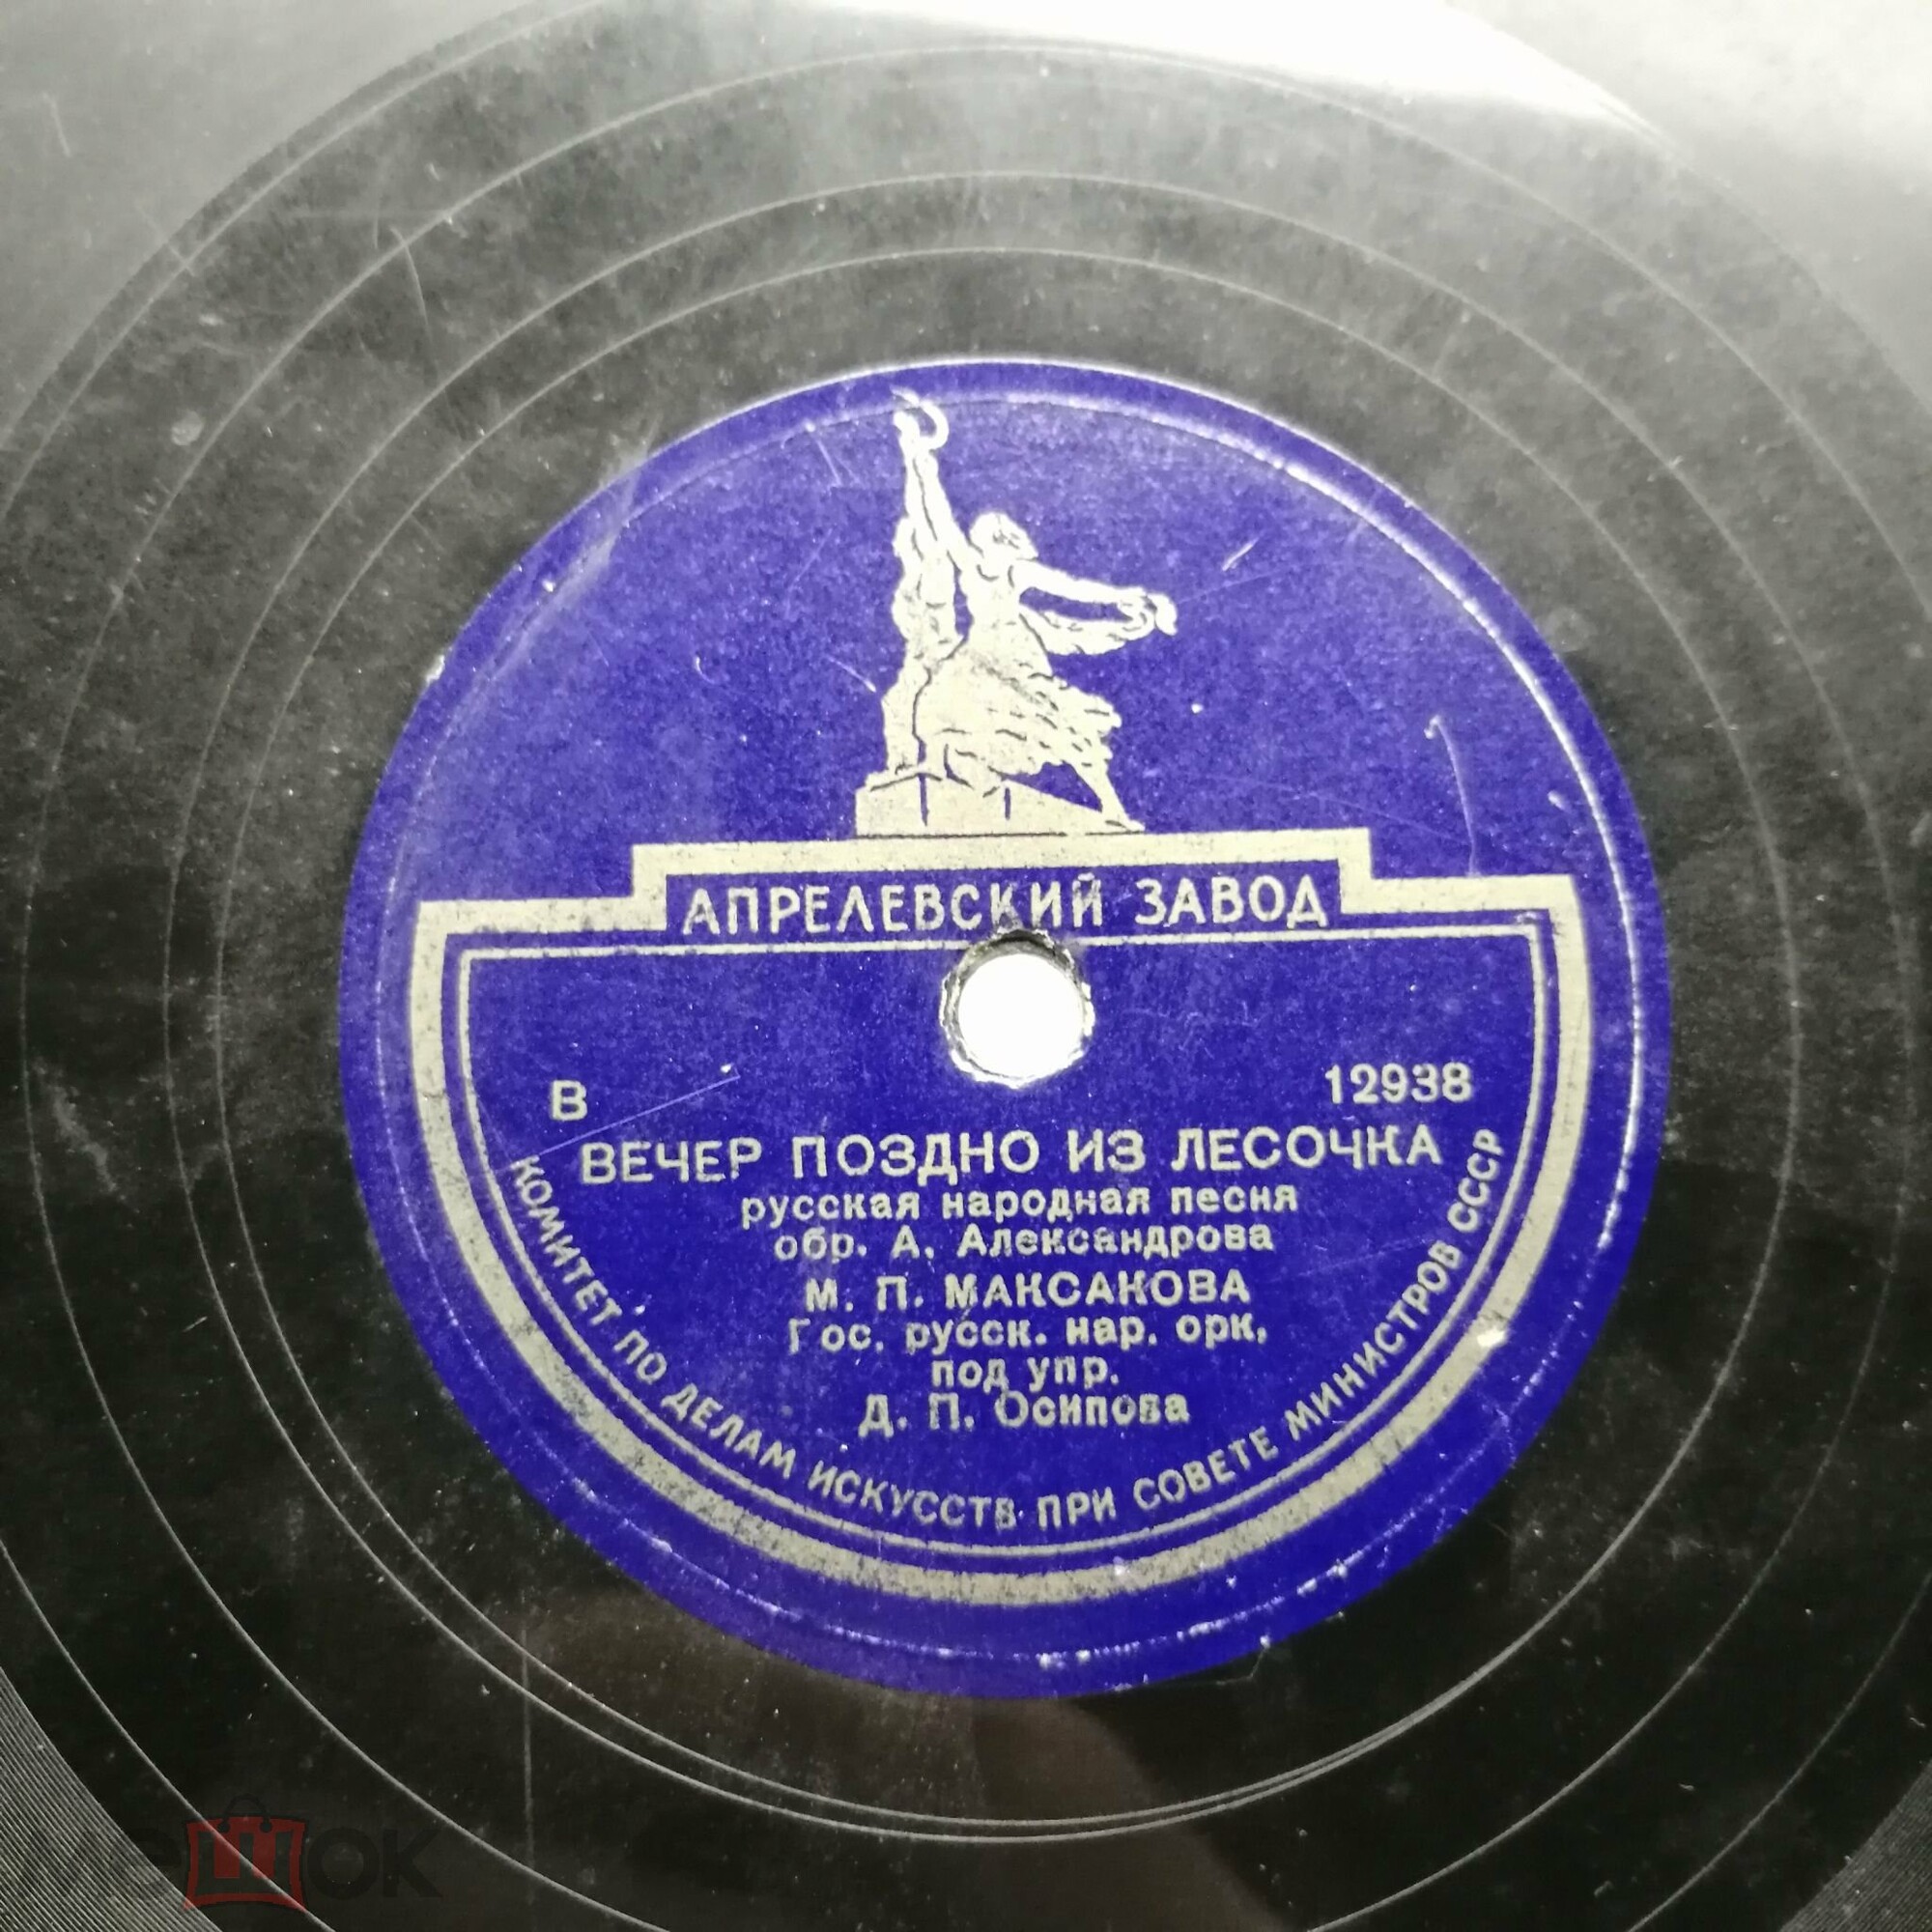 АПРЕЛЕВСКИЙ ЗАВОД
В 12938
ВЕЧЕР ПОЗДНО ИЗ ЛЕСОЧКА
русская народная песня
обр. А. Александрова
М. П. МАКСАКОВА
Гос. русск. нар. орк.
под упр.
Д. П. Осипова
КОМИТЕТ ПО ДЕЛАМ ИСКУССТВ ПРИ СОВЕТЕ МИНИСТРОВ СССР
мешок